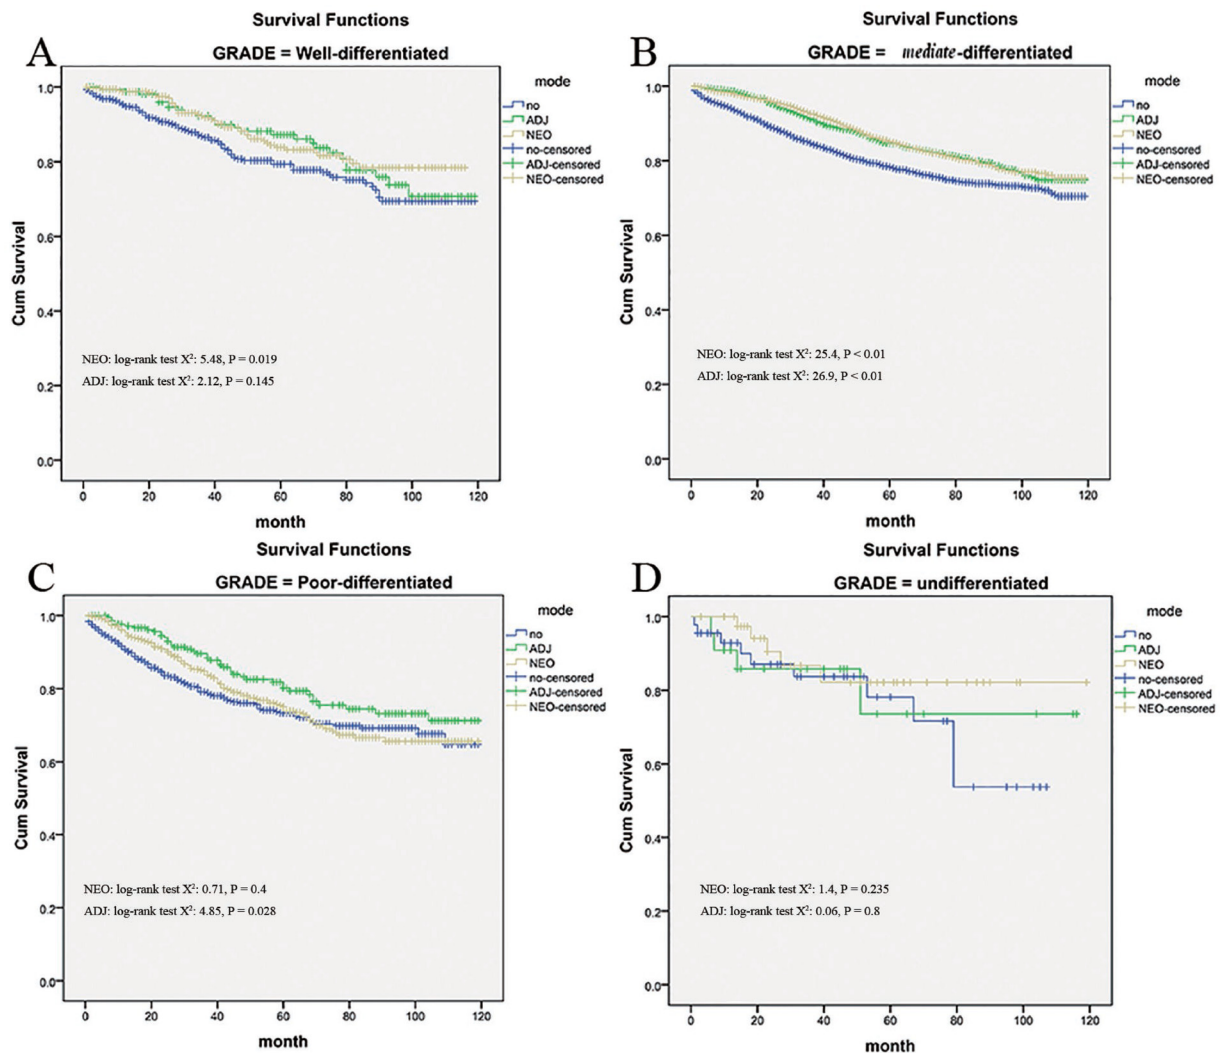 A
Survival Functions
GRADE = Well-differentiated
Cum Survival
1.0
0.8
0.6
0.4
0.2
0.0
NEO: log-rank test X²: 5.48, P = 0.019
ADJ: log-rank test X²: 2.12, P = 0.145
0 20 40 60 80 100 120
month
mode
no
ADJ
NEO
no-censored
ADJ-censored
NEO-censored
B
Survival Functions
GRADE = mediate-differentiated
Cum Survival
1.0
0.8
0.6
0.4
0.2
0.0
NEO: log-rank test X²: 25.4, P < 0.01
ADJ: log-rank test X²: 26.9, P < 0.01
0 20 40 60 80 100 120
month
mode
no
ADJ
NEO
no-censored
ADJ-censored
NEO-censored
C
Survival Functions
GRADE = Poor-differentiated
Cum Survival
1.0
0.8
0.6
0.4
0.2
0.0
NEO: log-rank test X²: 0.71, P = 0.4
ADJ: log-rank test X²: 4.85, P = 0.028
0 20 40 60 80 100 120
month
mode
no
ADJ
NEO
no-censored
ADJ-censored
NEO-censored
D
Survival Functions
GRADE = undifferentiated
Cum Survival
1.0
0.8
0.6
0.4
0.2
0.0
NEO: log-rank test X²: 1.4, P = 0.235
ADJ: log-rank test X²: 0.06, P = 0.8
0 20 40 60 80 100 120
month
mode
no
ADJ
NEO
no-censored
ADJ-censored
NEO-censored